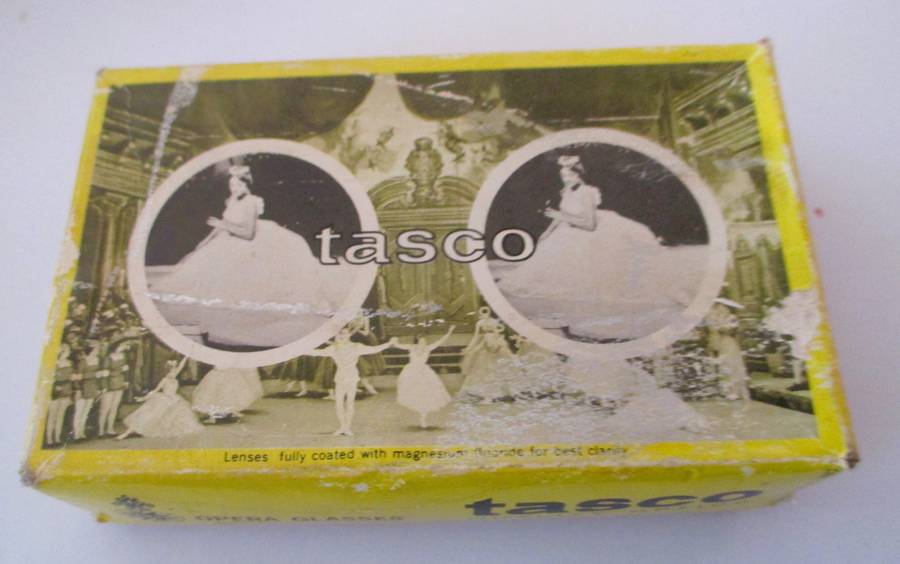 tasco
Lenses fully coated with magnesium fluoride for best clarity
OPERA GLASSES
tasco